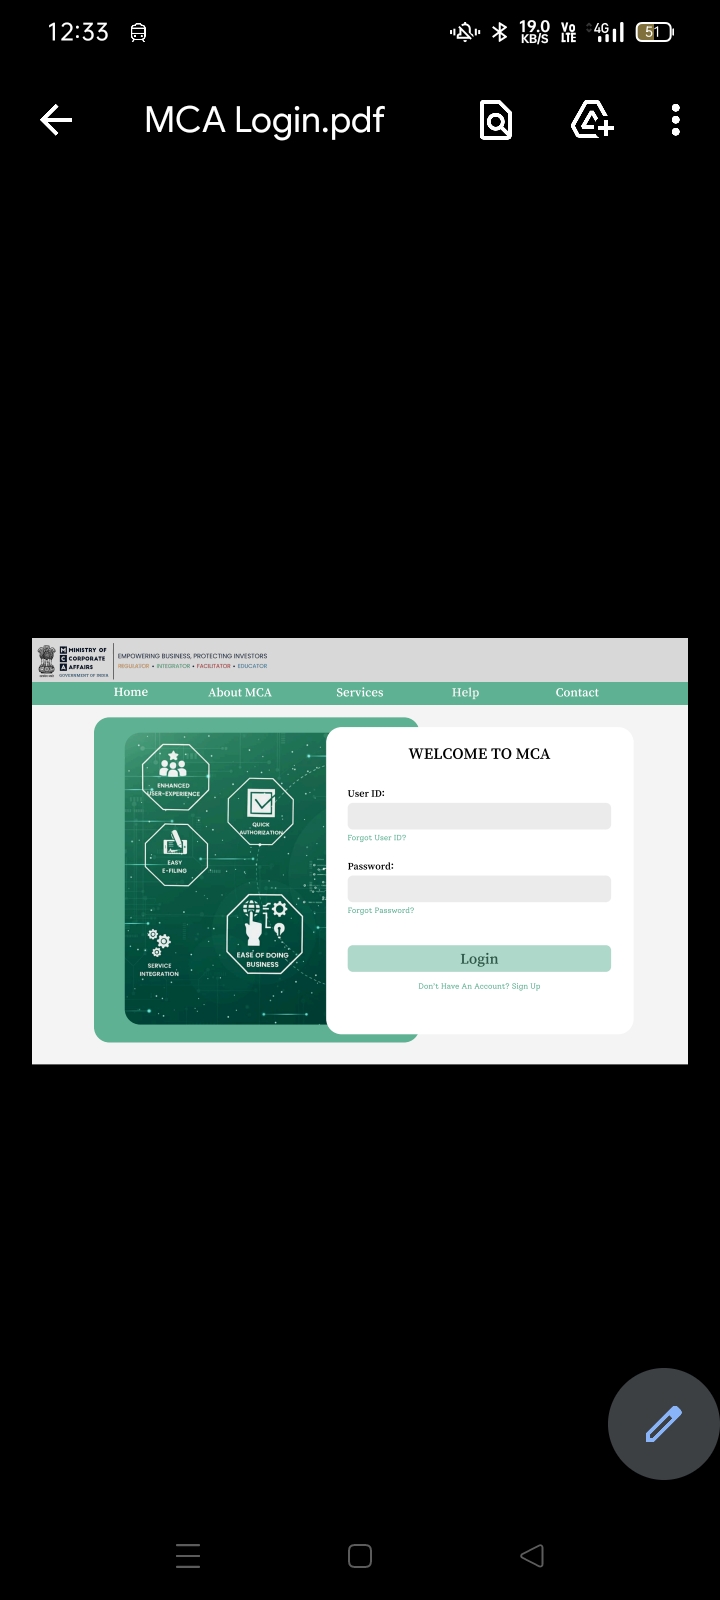 12:33
19.0
KB/S
Vo
LTE
4G
51
MCA Login.pdf
MINISTRY OF
CORPORATE
AFFAIRS
GOVERNMENT OF INDIA
EMPOWERING BUSINESS, PROTECTING INVESTORS
REGULATOR • INTEGRATOR • FACILITATOR • EDUCATOR
Home About MCA Services Help Contact
ENHANCED
USER-EXPERIENCE
QUICK
AUTHORIZATION
EASY
E-FILING
EASE OF DOING
BUSINESS
SERVICE
INTEGRATION
WELCOME TO MCA
User ID:
Forgot User ID?
Password:
Forgot Password?
Login
Don't Have An Account? Sign Up